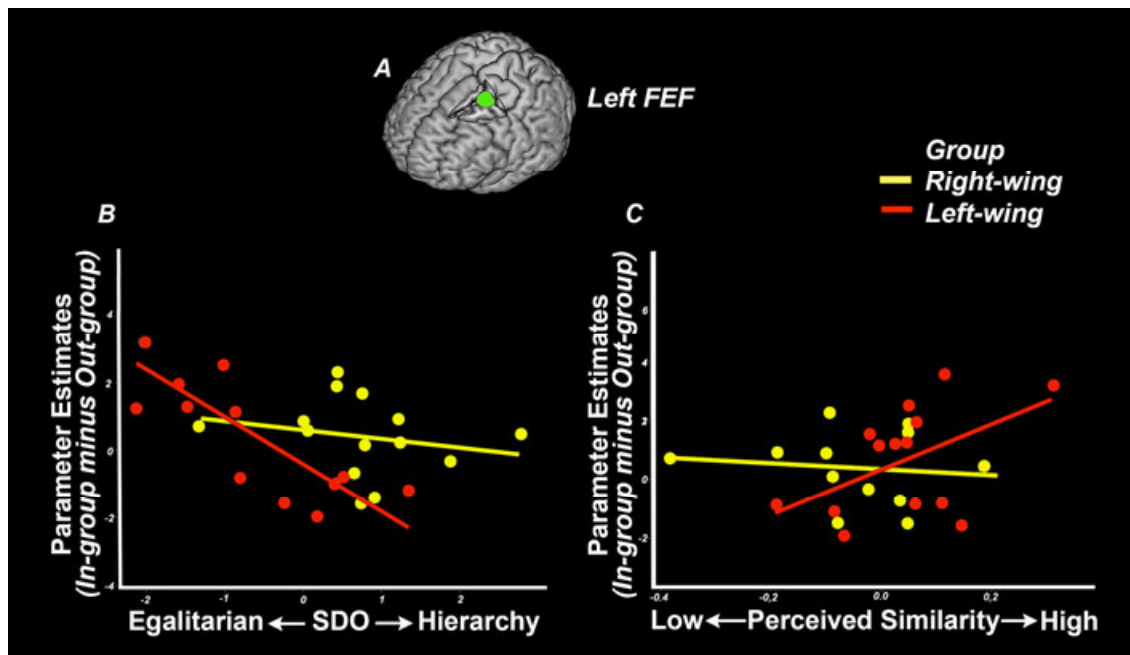 A
Left FEF
Group
Right-wing
Left-wing
B
Parameter Estimates
(In-group minus Out-group)
4
2
0
-2
-4
-2
-1
0
1
2
Egalitarian ← SDO → Hierarchy
C
Parameter Estimates
(In-group minus Out-group)
6
4
2
0
-2
-0.4
-0,2
0.0
0,2
Low ← Perceived Similarity → High